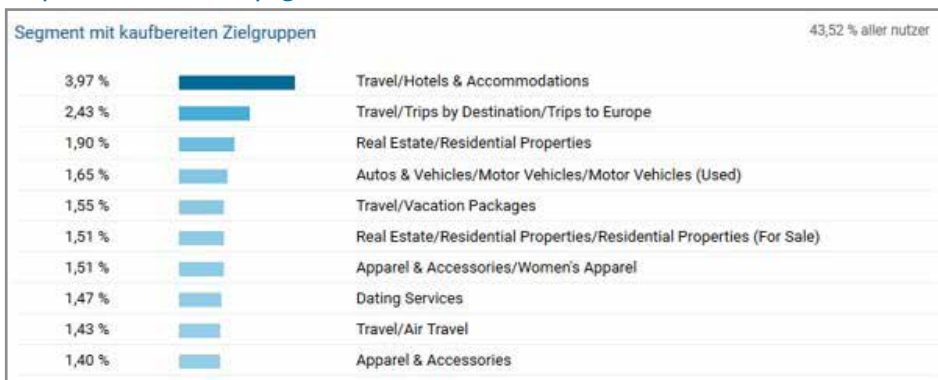 Segment mit kaufbereiten Zielgruppen 43,52 % aller nutzer
3,97 % Travel/Hotels & Accommodations
2,43 % Travel/Trips by Destination/Trips to Europe
1,90 % Real Estate/Residential Properties
1,65 % Autos & Vehicles/Motor Vehicles/Motor Vehicles (Used)
1,55 % Travel/Vacation Packages
1,51 % Real Estate/Residential Properties/Residential Properties (For Sale)
1,51 % Apparel & Accessories/Women's Apparel
1,47 % Dating Services
1,43 % Travel/Air Travel
1,40 % Apparel & Accessories